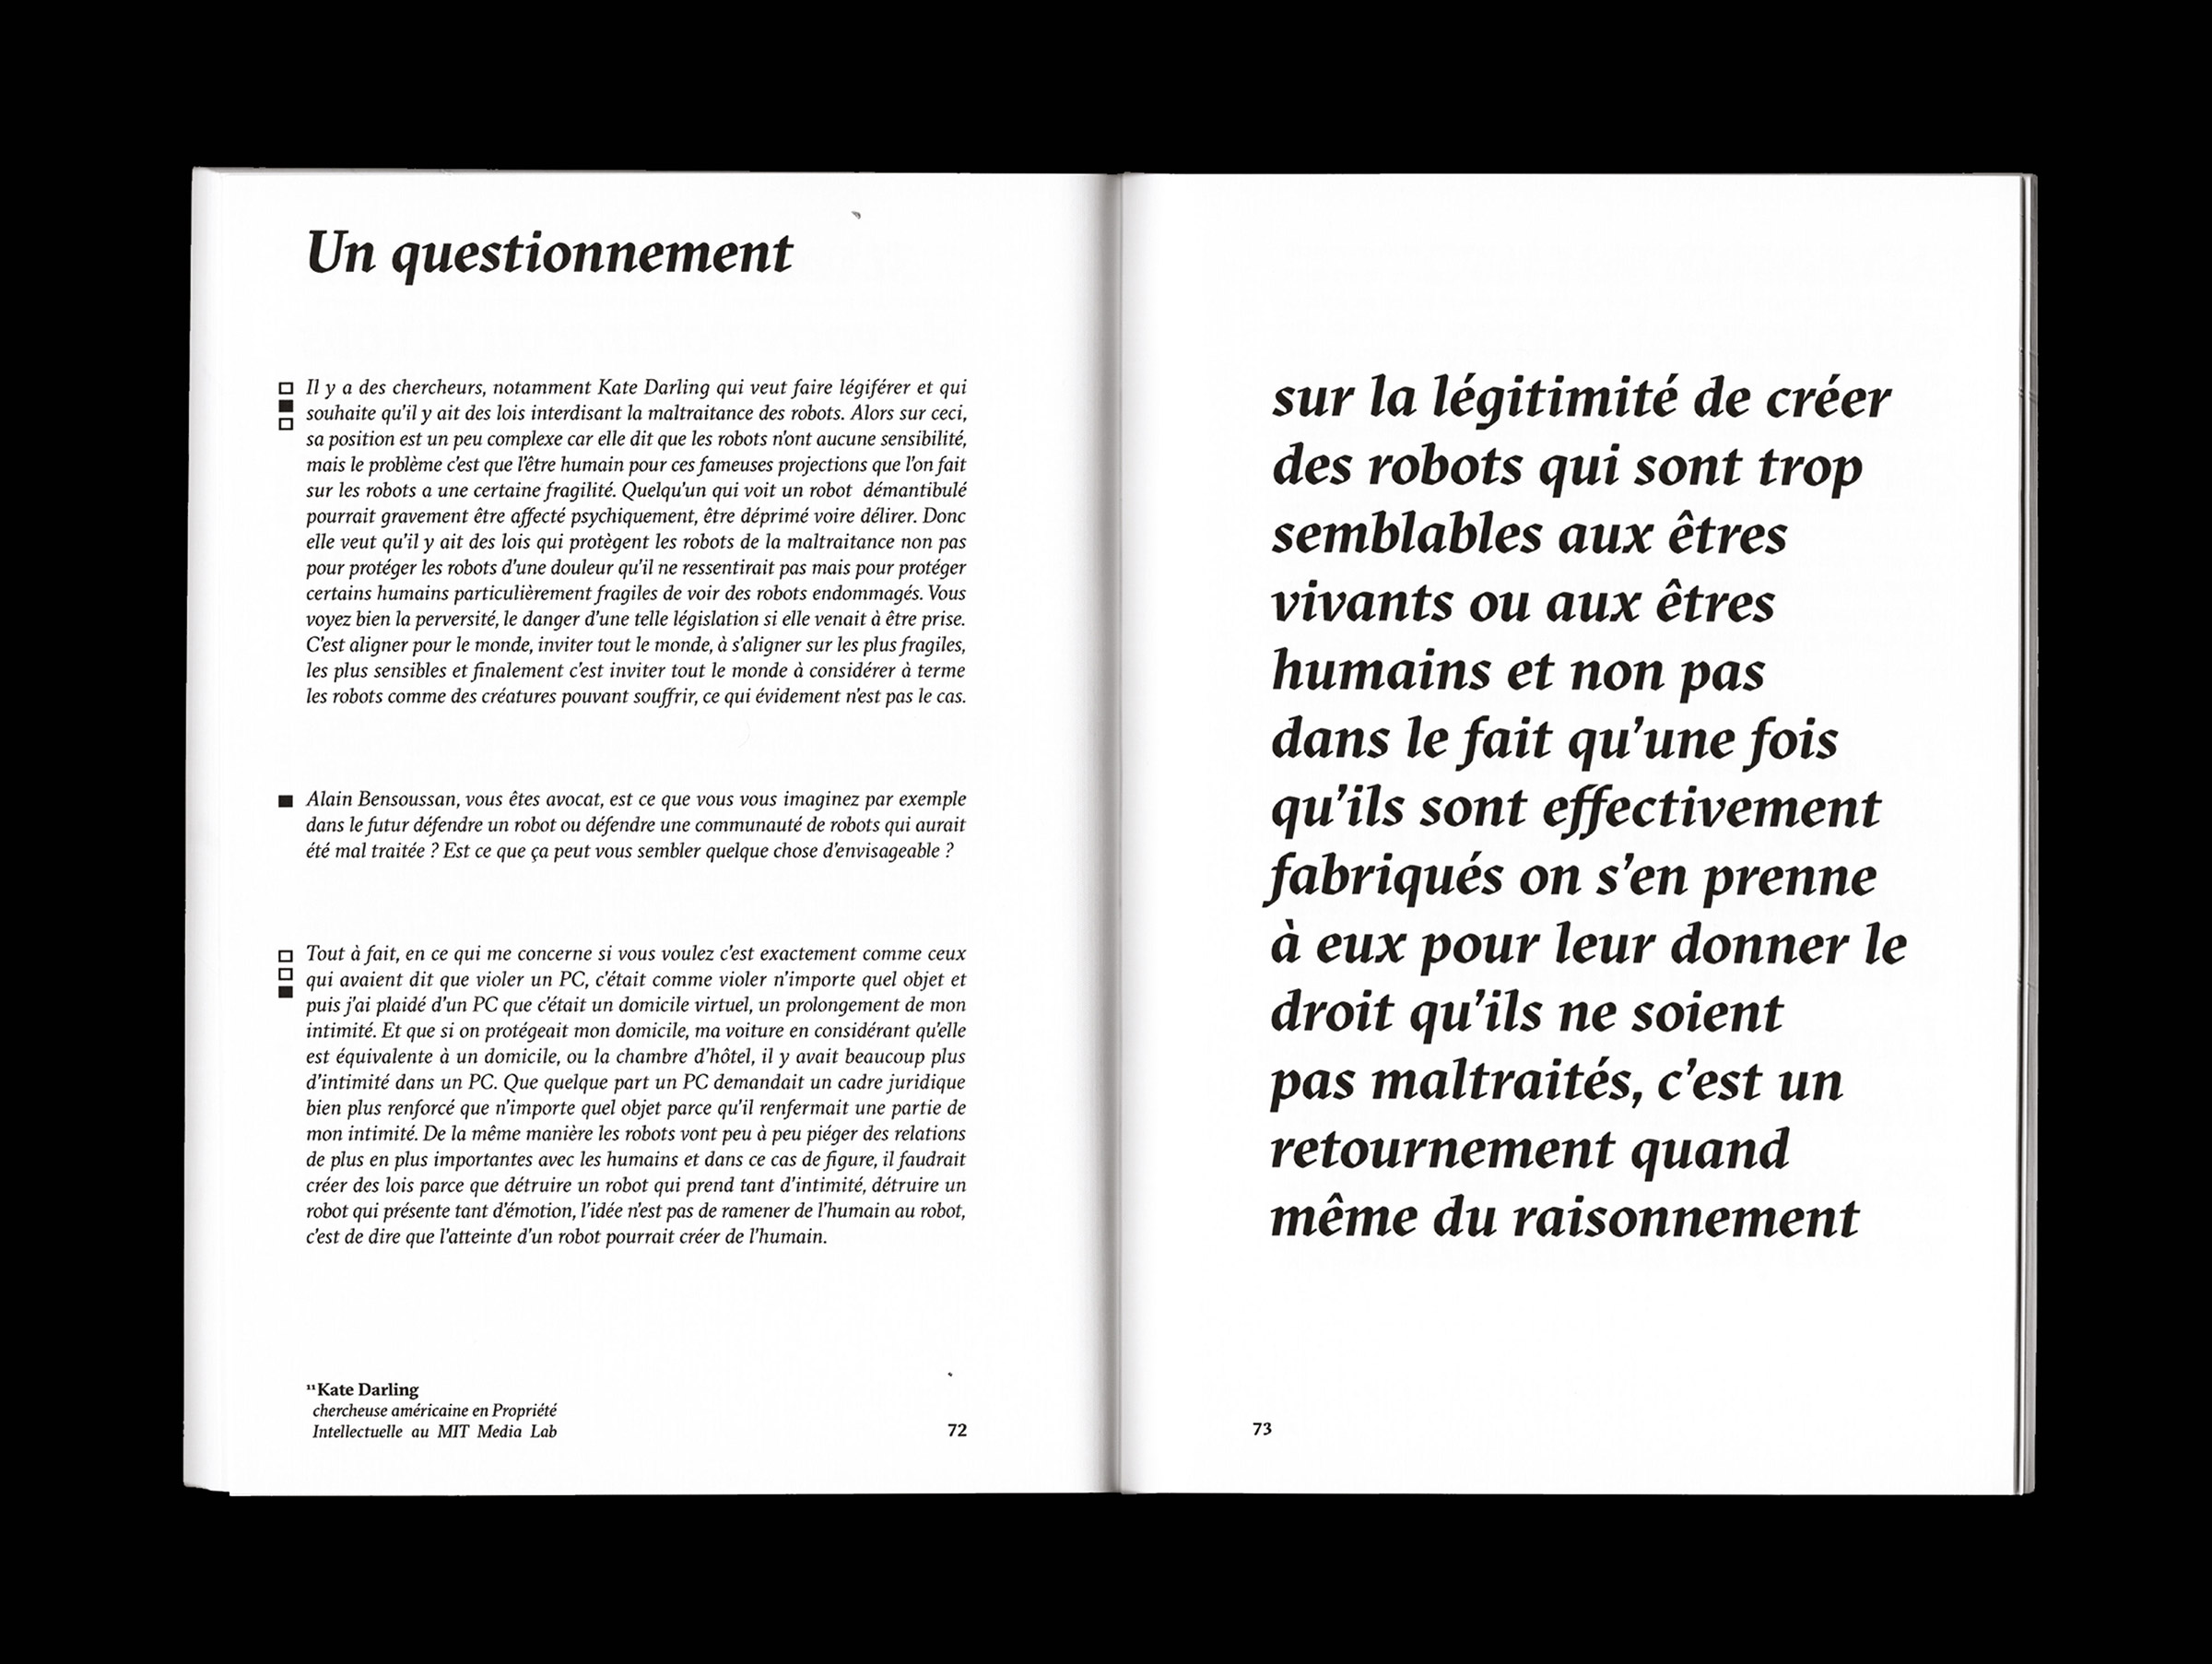 Un questionnement
Il y a des chercheurs, notamment Kate Darling qui veut faire légiférer et qui
souhaite qu'il y ait des lois interdisant la maltraitance des robots. Alors sur ceci,
sa position est un peu complexe car elle dit que les robots n'ont aucune sensibilité,
mais le problème c'est que l'être humain pour ces fameuses projections que l'on fait
sur les robots a une certaine fragilité. Quelqu'un qui voit un robot démantibulé
pourrait gravement être affecté psychiquement, être déprimé voire délirer. Donc
elle veut qu'il y ait des lois qui protègent les robots de la maltraitance non pas
pour protéger les robots d'une douleur qu'il ne ressentirait pas mais pour protéger
certains humains particulièrement fragiles de voir des robots endommagés. Vous
voyez bien la perversité, le danger d'une telle législation si elle venait à être prise.
C'est aligner pour le monde, inviter tout le monde, à s'aligner sur les plus fragiles,
les plus sensibles et finalement c'est inviter tout le monde à considérer à terme
les robots comme des créatures pouvant souffrir, ce qui évidement n'est pas le cas.
Alain Bensoussan, vous êtes avocat, est ce que vous vous imaginez par exemple
dans le futur défendre un robot ou défendre une communauté de robots qui aurait
été mal traitée ? Est ce que ça peut vous sembler quelque chose d'envisageable ?
Tout à fait, en ce qui me concerne si vous voulez c'est exactement comme ceux
qui avaient dit que violer un PC, c'était comme violer n'importe quel objet et
puis j'ai plaidé d'un PC que c'était un domicile virtuel, un prolongement de mon
intimité. Et que si on protégeait mon domicile, ma voiture en considérant qu'elle
est équivalente à un domicile, ou la chambre d'hôtel, il y avait beaucoup plus
d'intimité dans un PC. Que quelque part un PC demandait un cadre juridique
bien plus renforcé que n'importe quel objet parce qu'il renfermait une partie de
mon intimité. De la même manière les robots vont peu à peu piéger des relations
de plus en plus importantes avec les humains et dans ce cas de figure, il faudrait
créer des lois parce que détruire un robot qui prend tant d'intimité, détruire un
robot qui présente tant d'émotion, l'idée n'est pas de ramener de l'humain au robot,
c'est de dire que l'atteinte d'un robot pourrait créer de l'humain.
¹¹Kate Darling
chercheuse américaine en Propriété
Intellectuelle au MIT Media Lab
72
sur la légitimité de créer
des robots qui sont trop
semblables aux êtres
vivants ou aux êtres
humains et non pas
dans le fait qu'une fois
qu'ils sont effectivement
fabriqués on s'en prenne
à eux pour leur donner le
droit qu'ils ne soient
pas maltraités, c'est un
retournement quand
même du raisonnement
73